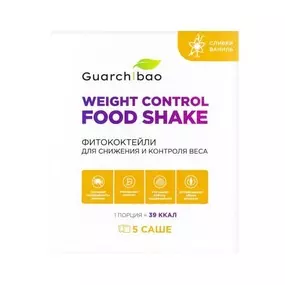 СЛИВКИ
ВАНИЛЬ
Guarchibao
WEIGHT CONTROL
FOOD SHAKE
ФИТОКОКТЕЙЛИ
ДЛЯ СНИЖЕНИЯ И КОНТРОЛЯ ВЕСА
1 ПОРЦИЯ = 39 ККАЛ
5 САШЕ